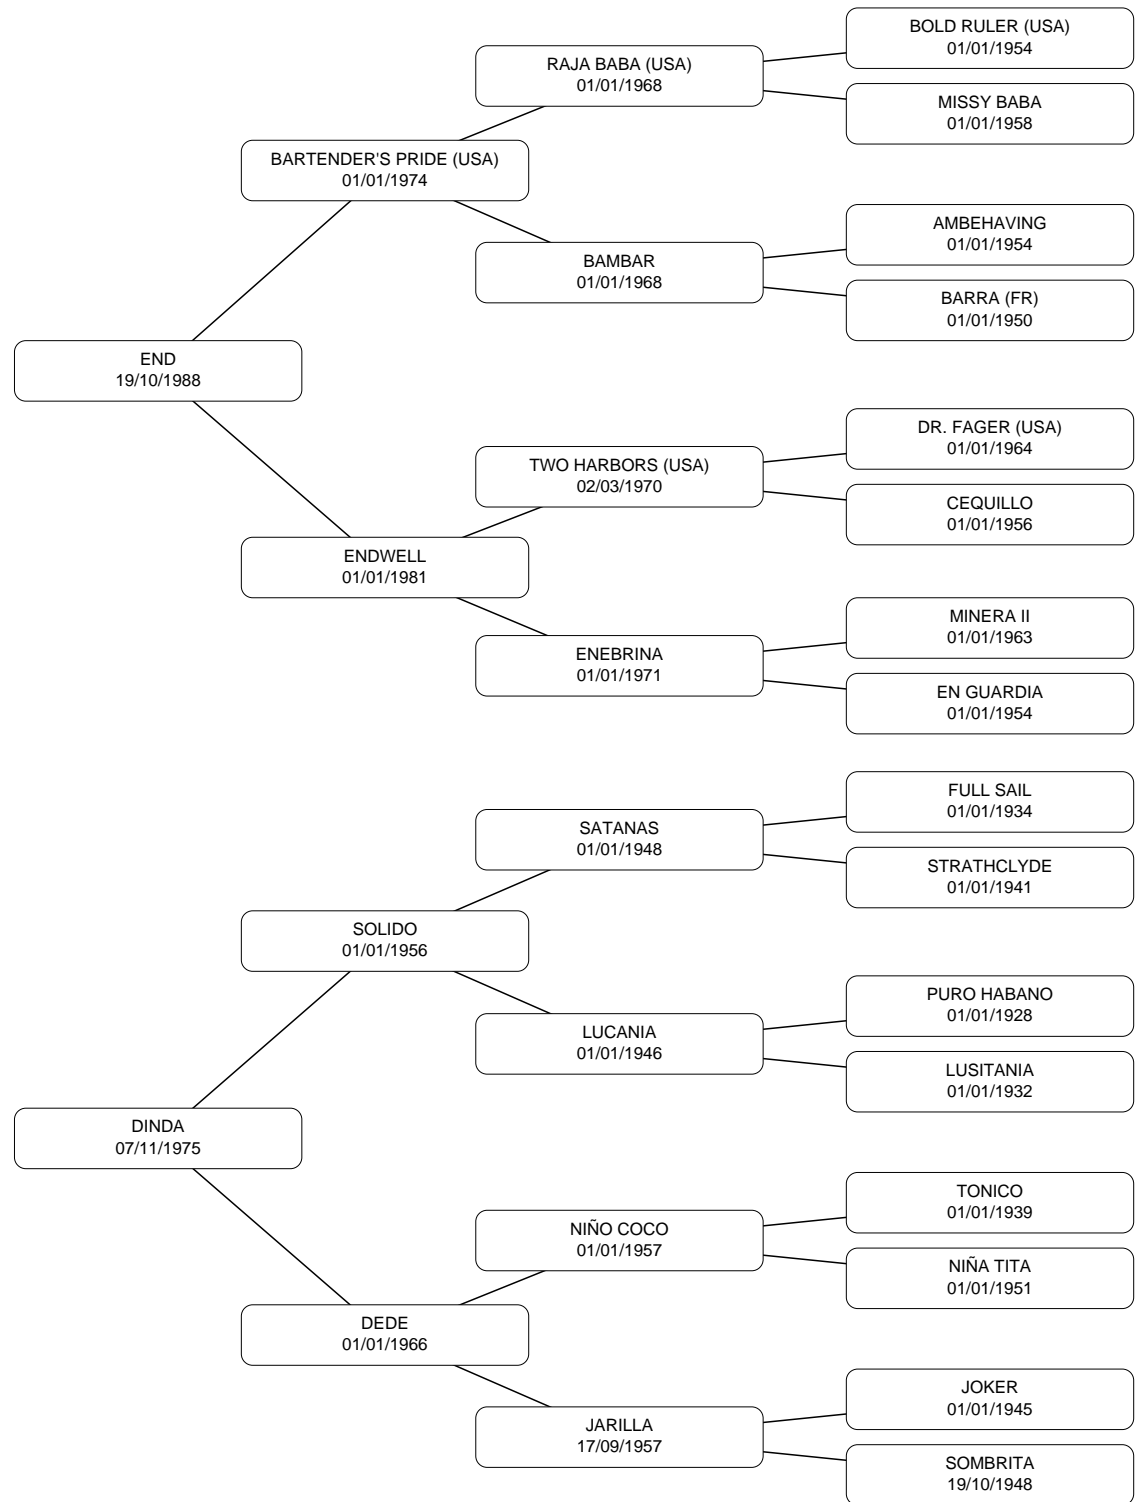 BOLD RULER (USA)
01/01/1954
RAJA BABA (USA)
01/01/1968
MISSY BABA
01/01/1958
BARTENDER'S PRIDE (USA)
01/01/1974
AMBEHAVING
01/01/1954
BAMBAR
01/01/1968
BARRA (FR)
01/01/1950
END
19/10/1988
DR. FAGER (USA)
01/01/1964
TWO HARBORS (USA)
02/03/1970
CEQUILLO
01/01/1956
ENDWELL
01/01/1981
MINERA II
01/01/1963
ENEBRINA
01/01/1971
EN GUARDIA
01/01/1954
FULL SAIL
01/01/1934
SATANAS
01/01/1948
STRATHCLYDE
01/01/1941
SOLIDO
01/01/1956
PURO HABANO
01/01/1928
LUCANIA
01/01/1946
LUSITANIA
01/01/1932
DINDA
07/11/1975
TONICO
01/01/1939
NIÑO COCO
01/01/1957
NIÑA TITA
01/01/1951
DEDE
01/01/1966
JOKER
01/01/1945
JARILLA
17/09/1957
SOMBRITA
19/10/1948